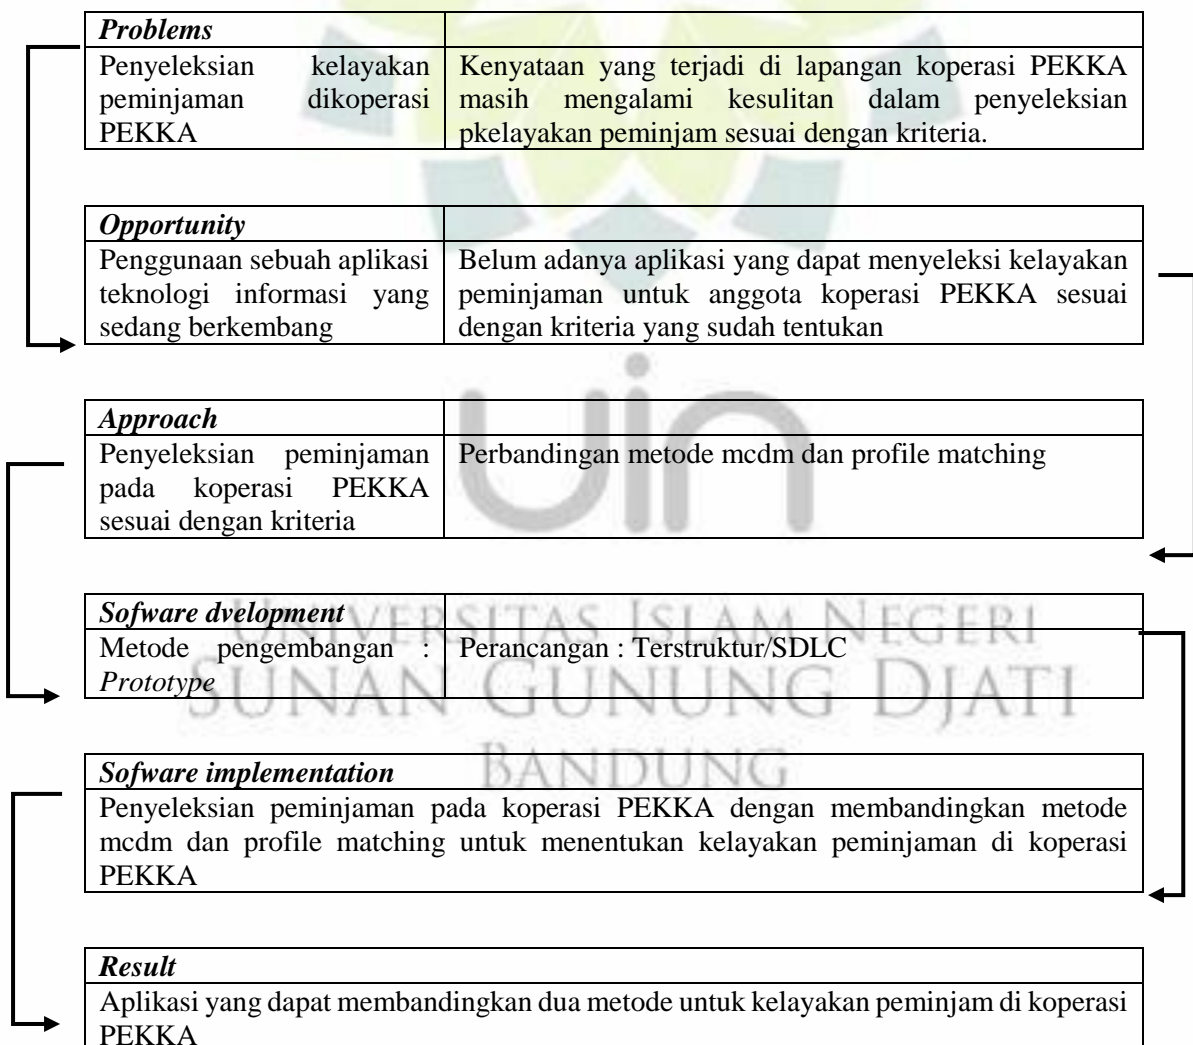 Problems
Penyeleksian kelayakan
peminjaman dikoperasi
PEKKA
Kenyataan yang terjadi di lapangan koperasi PEKKA
masih mengalami kesulitan dalam penyeleksian
pkelayakan peminjam sesuai dengan kriteria.
Opportunity
Penggunaan sebuah aplikasi
teknologi informasi yang
sedang berkembang
Belum adanya aplikasi yang dapat menyeleksi kelayakan
peminjaman untuk anggota koperasi PEKKA sesuai
dengan kriteria yang sudah tentukan
Approach
Penyeleksian peminjaman
pada koperasi PEKKA
sesuai dengan kriteria
Perbandingan metode mcdm dan profile matching
uin
Sofware dvelopment
Metode pengembangan :
Prototype
Perancangan : Terstruktur/SDLC
UNIVERSITAS ISLAM NEGERI
SUNAN GUNUNG DJATI
BANDUNG
Sofware implementation
Penyeleksian peminjaman pada koperasi PEKKA dengan membandingkan metode
mcdm dan profile matching untuk menentukan kelayakan peminjaman di koperasi
PEKKA
Result
Aplikasi yang dapat membandingkan dua metode untuk kelayakan peminjam di koperasi
PEKKA